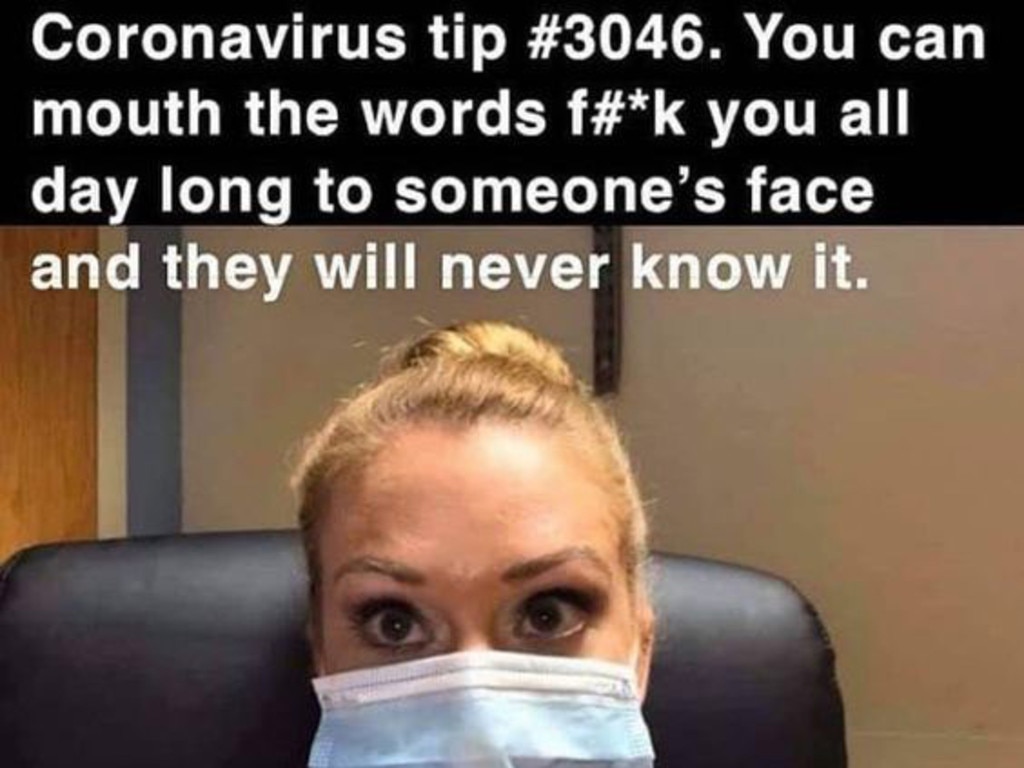 Coronavirus tip #3046. You can
mouth the words f#*k you all
day long to someone’s face
and they will never know it.